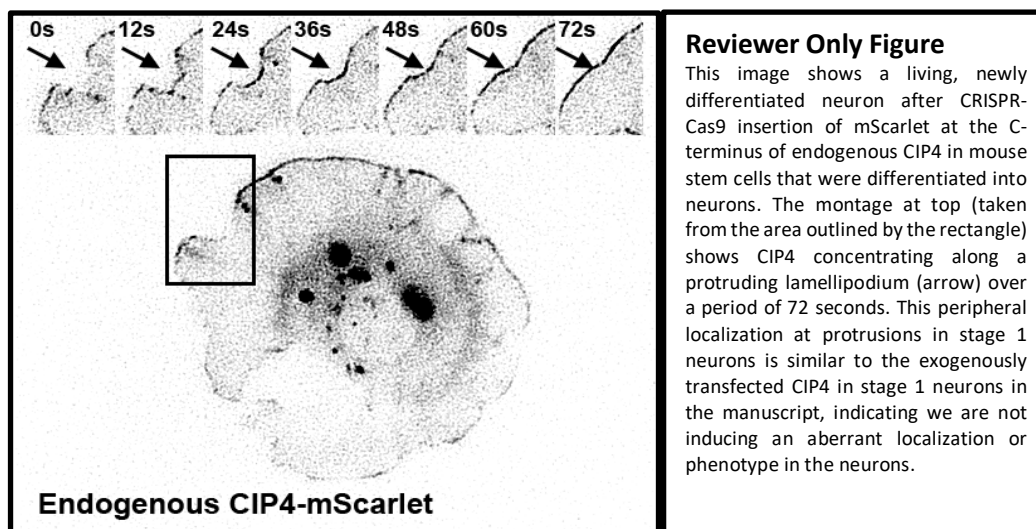 0s 12s 24s 36s 48s 60s 72s
Endogenous CIP4-mScarlet
Reviewer Only Figure
This image shows a living, newly
differentiated neuron after CRISPR-
Cas9 insertion of mScarlet at the C-
terminus of endogenous CIP4 in mouse
stem cells that were differentiated into
neurons. The montage at top (taken
from the area outlined by the rectangle)
shows CIP4 concentrating along a
protruding lamellipodium (arrow) over
a period of 72 seconds. This peripheral
localization at protrusions in stage 1
neurons is similar to the exogenously
transfected CIP4 in stage 1 neurons in
the manuscript, indicating we are not
inducing an aberrant localization or
phenotype in the neurons.